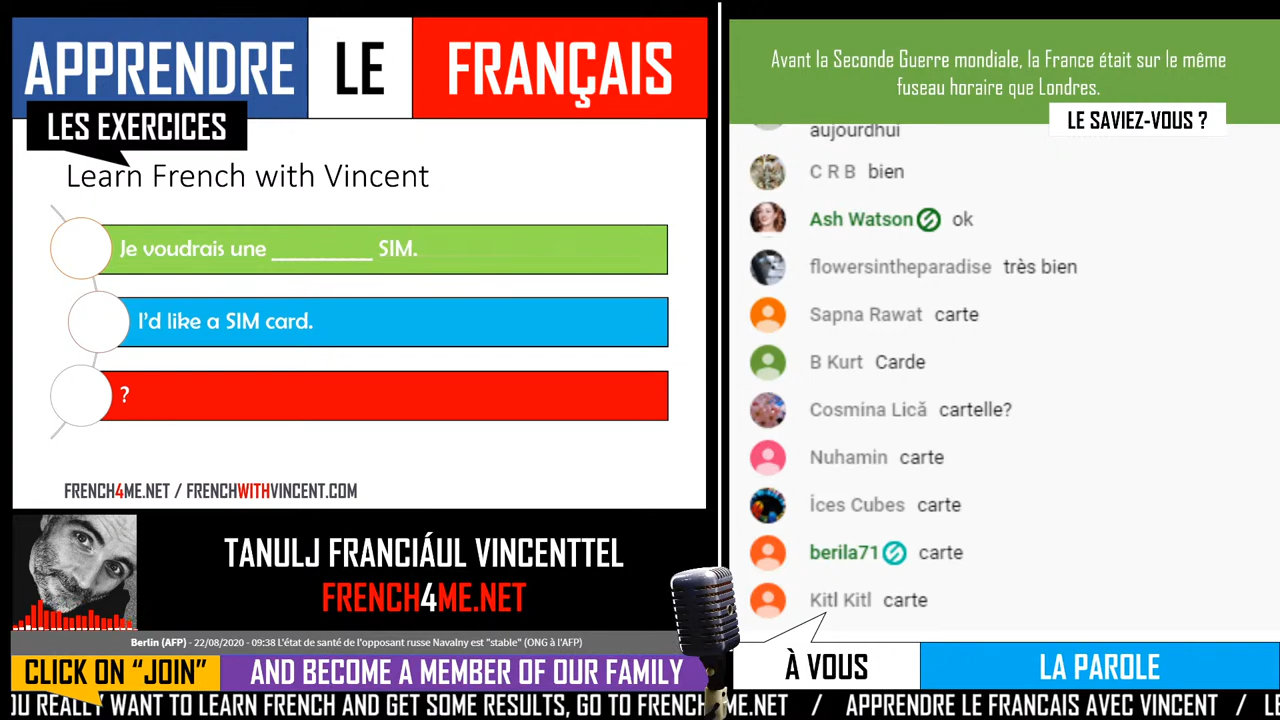 APPRENDRE LE FRANÇAIS
LES EXERCICES
Learn French with Vincent
Je voudrais une __________ SIM.
I'd like a SIM card.
?
FRENCH4ME.NET / FRENCHWITHVINCENT.COM
TANULJ FRANCIÁUL VINCENTTEL
FRENCH4ME.NET
Berlin (AFP) - 22/08/2020 - 09:38 L'état de santé de l'opposant russe Navalny est "stable" (ONG à l'AFP)
CLICK ON "JOIN" AND BECOME A MEMBER OF OUR FAMILY
Avant la Seconde Guerre mondiale, la France était sur le même
fuseau horaire que Londres.
LE SAVIEZ-VOUS ?
aujourdhui
C R B bien
Ash Watson ok
flowersintheparadise très bien
Sapna Rawat carte
B Kurt Carde
Cosmina Lică cartelle?
Nuhamin carte
İces Cubes carte
berila71 carte
Kitl Kitl carte
À VOUS LA PAROLE
OU REALLY WANT TO LEARN FRENCH AND GET SOME RESULTS, GO TO FRENCH ME.NET / APPRENDRE LE FRANCAIS AVEC VINCENT / LE